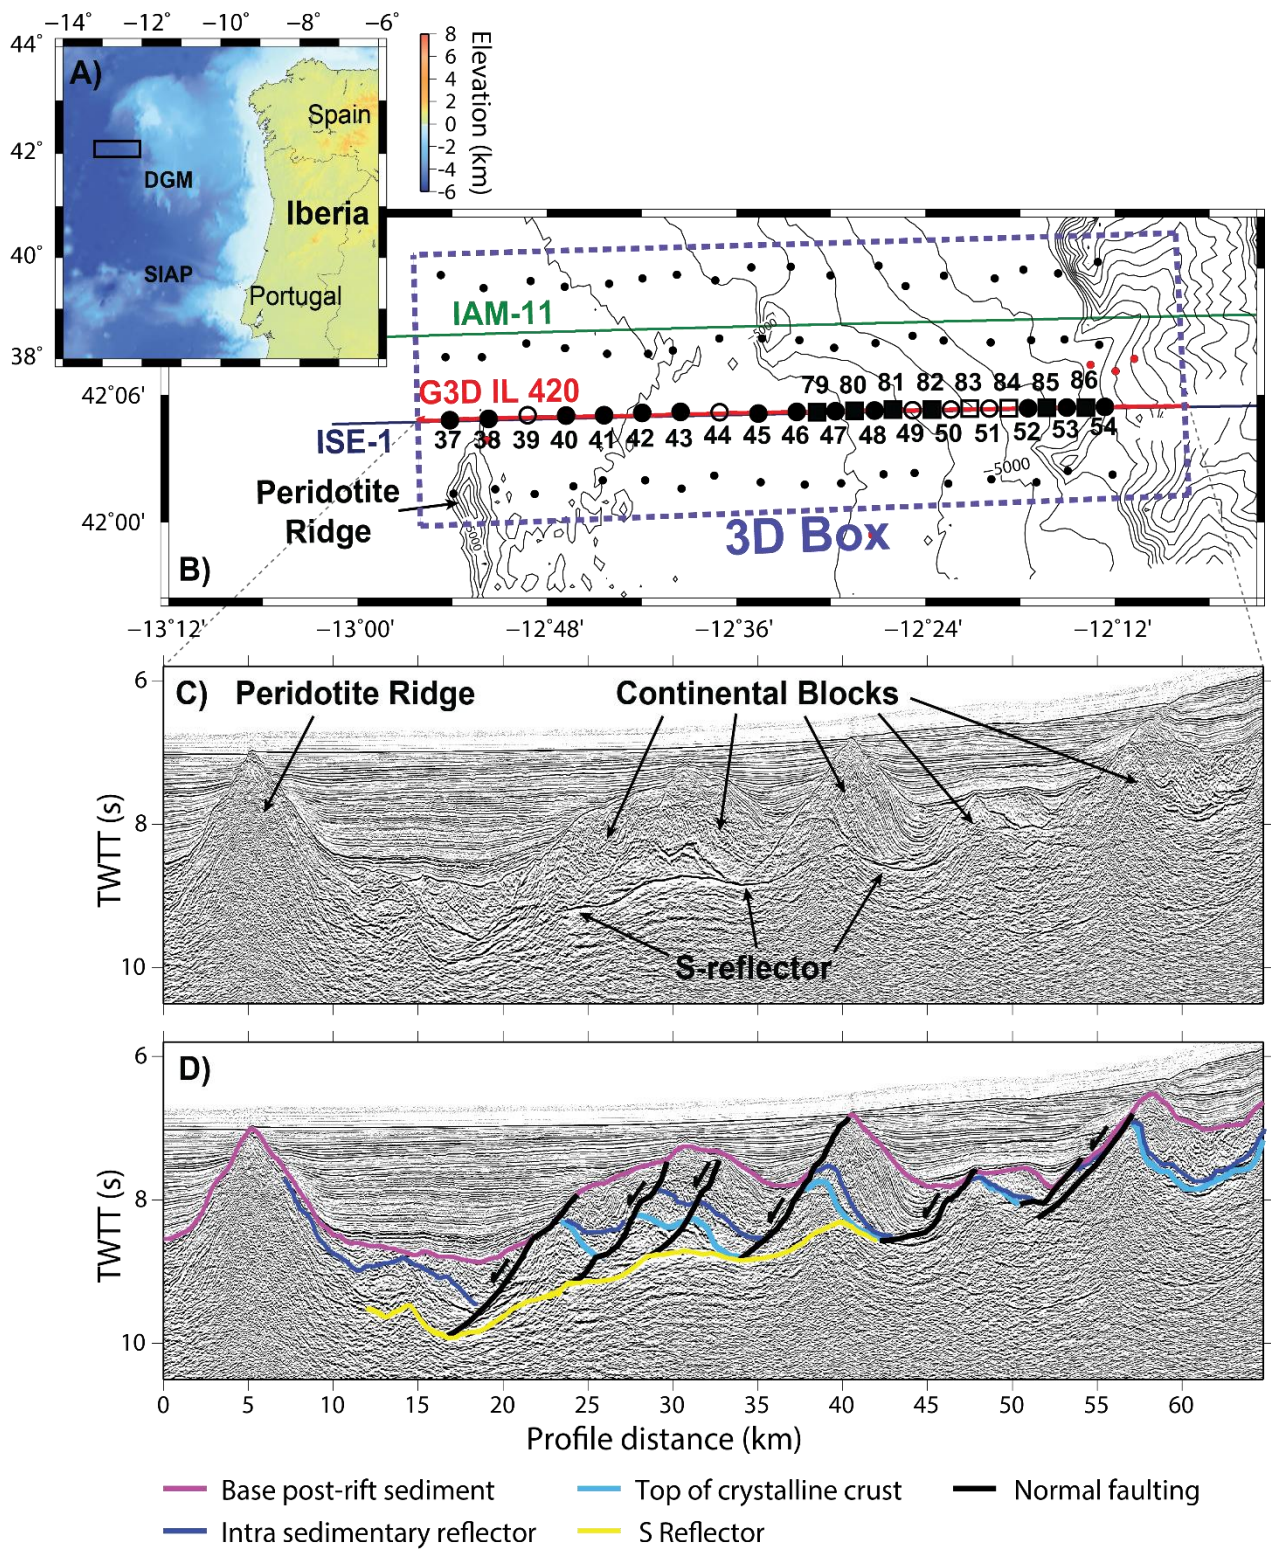 −14° −12° −10° −8° −6°
44°
42°
40°
38°
A)
Spain
DGM
Iberia
SIAP
Portugal
8
6
4
2
0
-2
-4
-6
Elevation (km)
IAM-11
−5000
G3D IL 420
79 80 81 82 83 84 85 86
ISE-1
37 38 39 40 41 42 43 44 45 46 47 48 49 50 51 52 53 54
−5000
Peridotite
Ridge
5000
3D Box
B)
42°06'
42°00'
−13°12' −13°00' −12°48' −12°36' −12°24' −12°12'
C)
Peridotite Ridge
Continental Blocks
S-reflector
6
8
10
TWTT (s)
D)
6
8
10
TWTT (s)
0 5 10 15 20 25 30 35 40 45 50 55 60
Profile distance (km)
Base post-rift sediment
Top of crystalline crust
Normal faulting
Intra sedimentary reflector
S Reflector